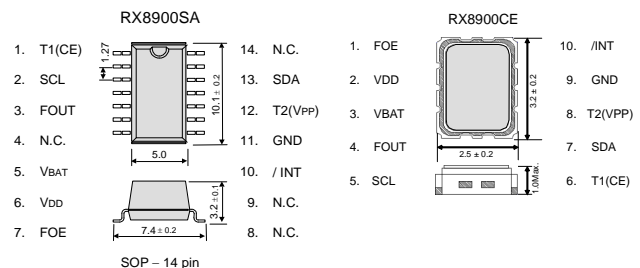 RX8900SA
RX8900CE
1. T1(CE)
2. SCL
3. FOUT
4. N.C.
5. VBAT
6. VDD
7. FOE
1.27
10.1 ± 0.2
5.0
3.2 ± 0.1
7.4 ± 0.2
14. N.C.
13. SDA
12. T2(VPP)
11. GND
10. / INT
9. N.C.
8. N.C.
SOP – 14 pin
1. FOE
2. VDD
3. VBAT
4. FOUT
5. SCL
3.2 ± 0.2
2.5 ± 0.2
1.0Max.
10. /INT
9. GND
8. T2(VPP)
7. SDA
6. T1(CE)